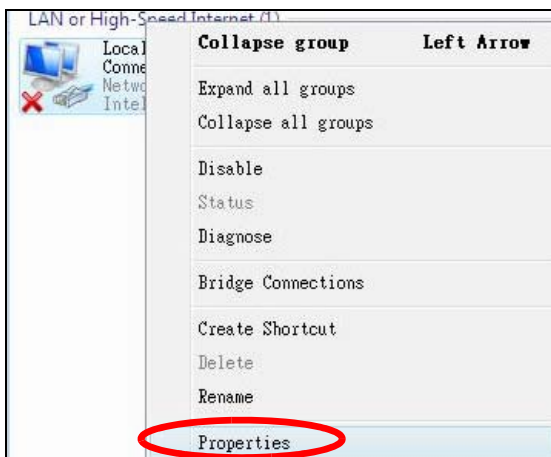 LAN or High-Speed Internet (1)
Local
Conne
Netwo
Intel
Collapse group Left Arrow
Expand all groups
Collapse all groups
Disable
Status
Diagnose
Bridge Connections
Create Shortcut
Delete
Rename
Properties